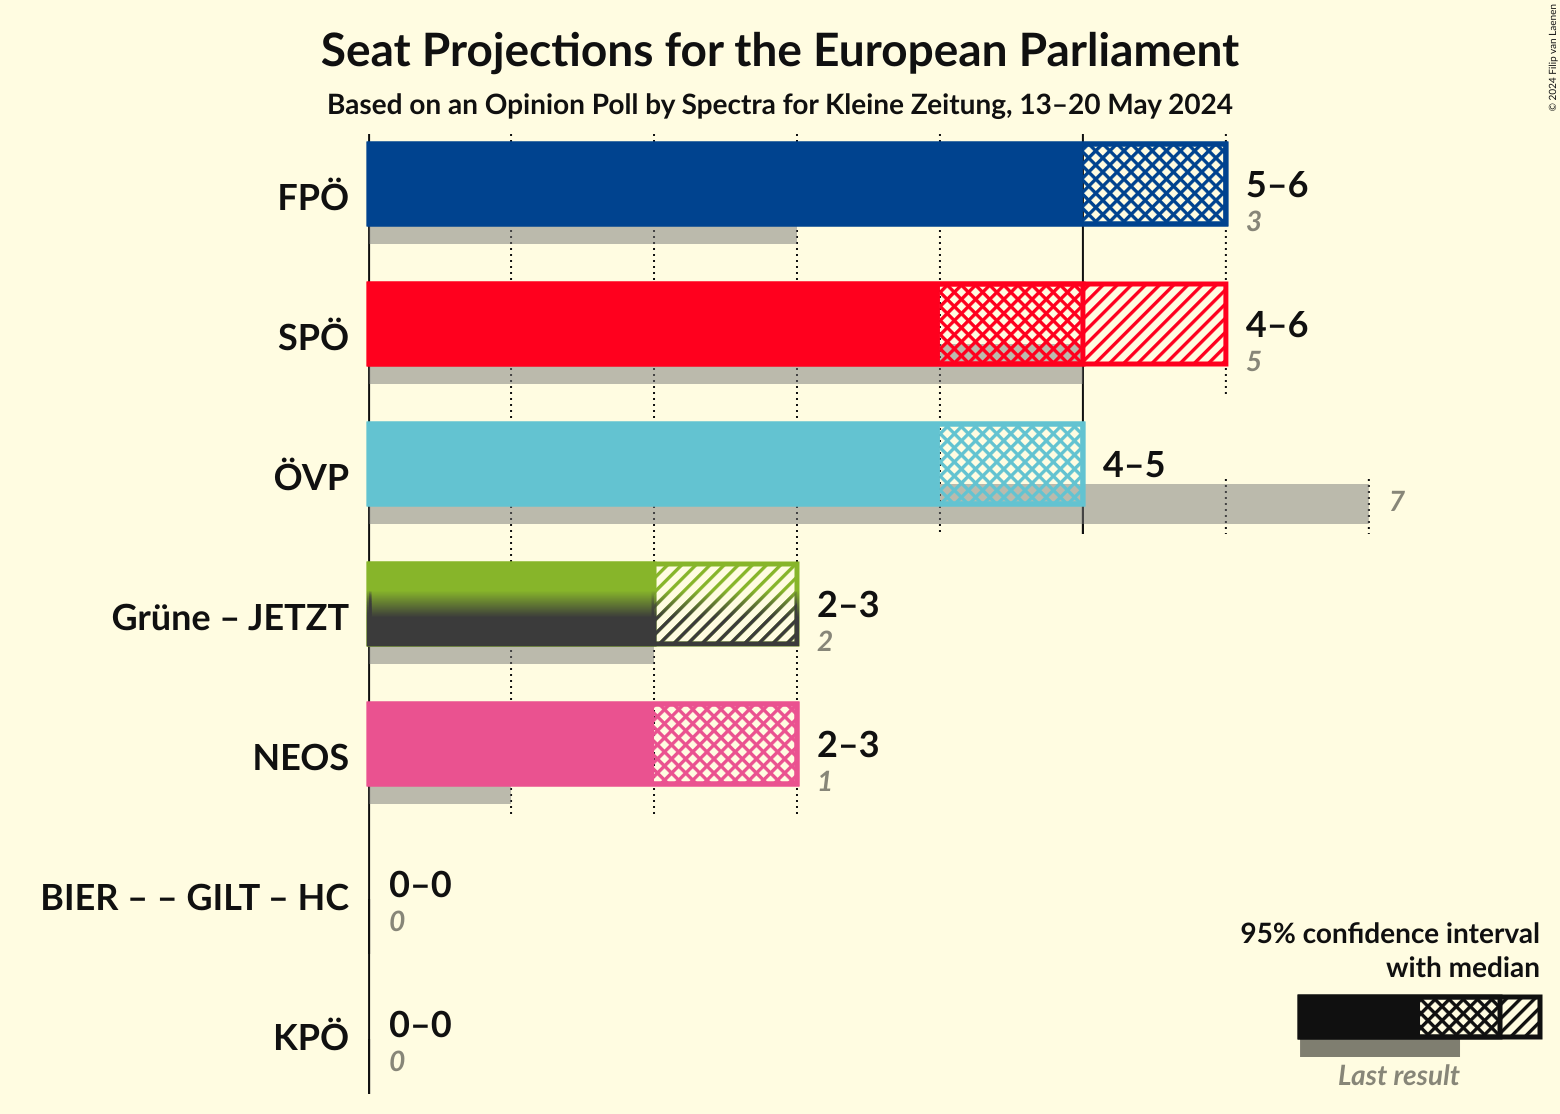 Seat Projections for the European Parliament
Based on an Opinion Poll by Spectra for Kleine Zeitung, 13–20 May 2024
© 2024 Filip van Laenen
FPÖ
5–6
3
SPÖ
4–6
5
ÖVP
4–5
7
Grüne – JETZT
2–3
2
NEOS
2–3
1
BIER – – GILT – HC
0–0
0
KPÖ
0–0
0
95% confidence interval
with median
Last result